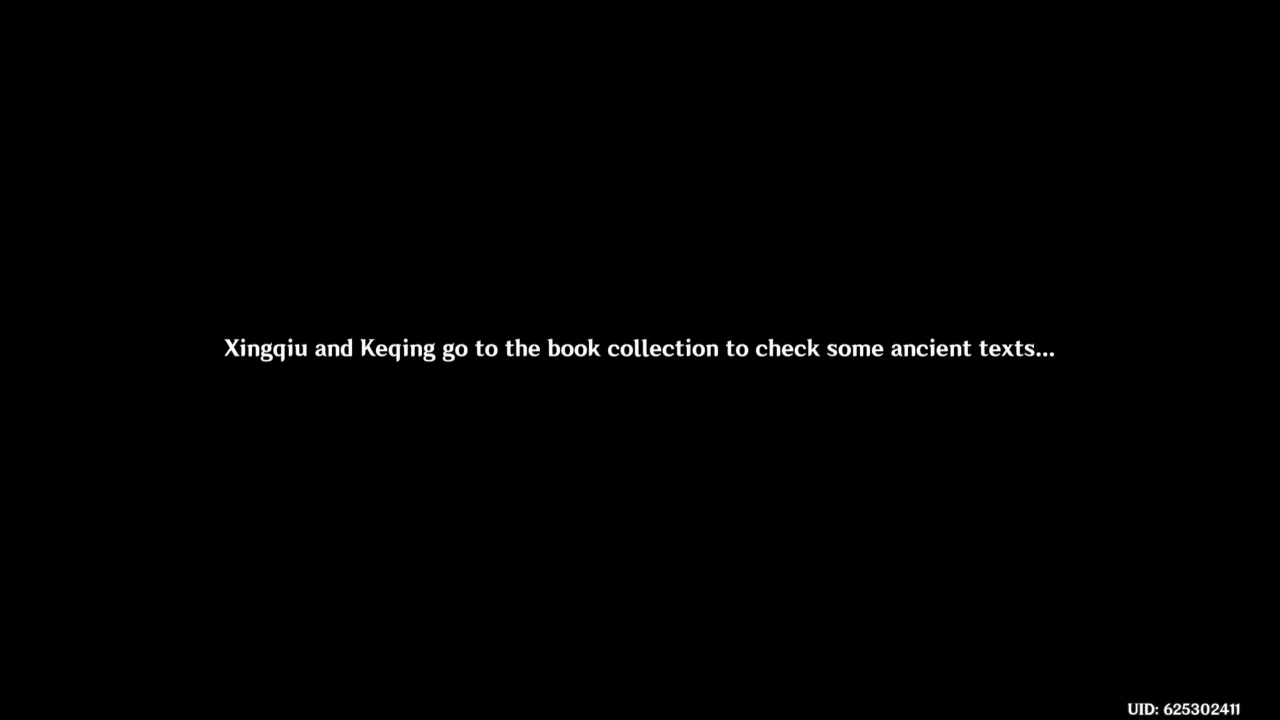 Xingqiu and Keqing go to the book collection to check some ancient texts...
UID: 625302411